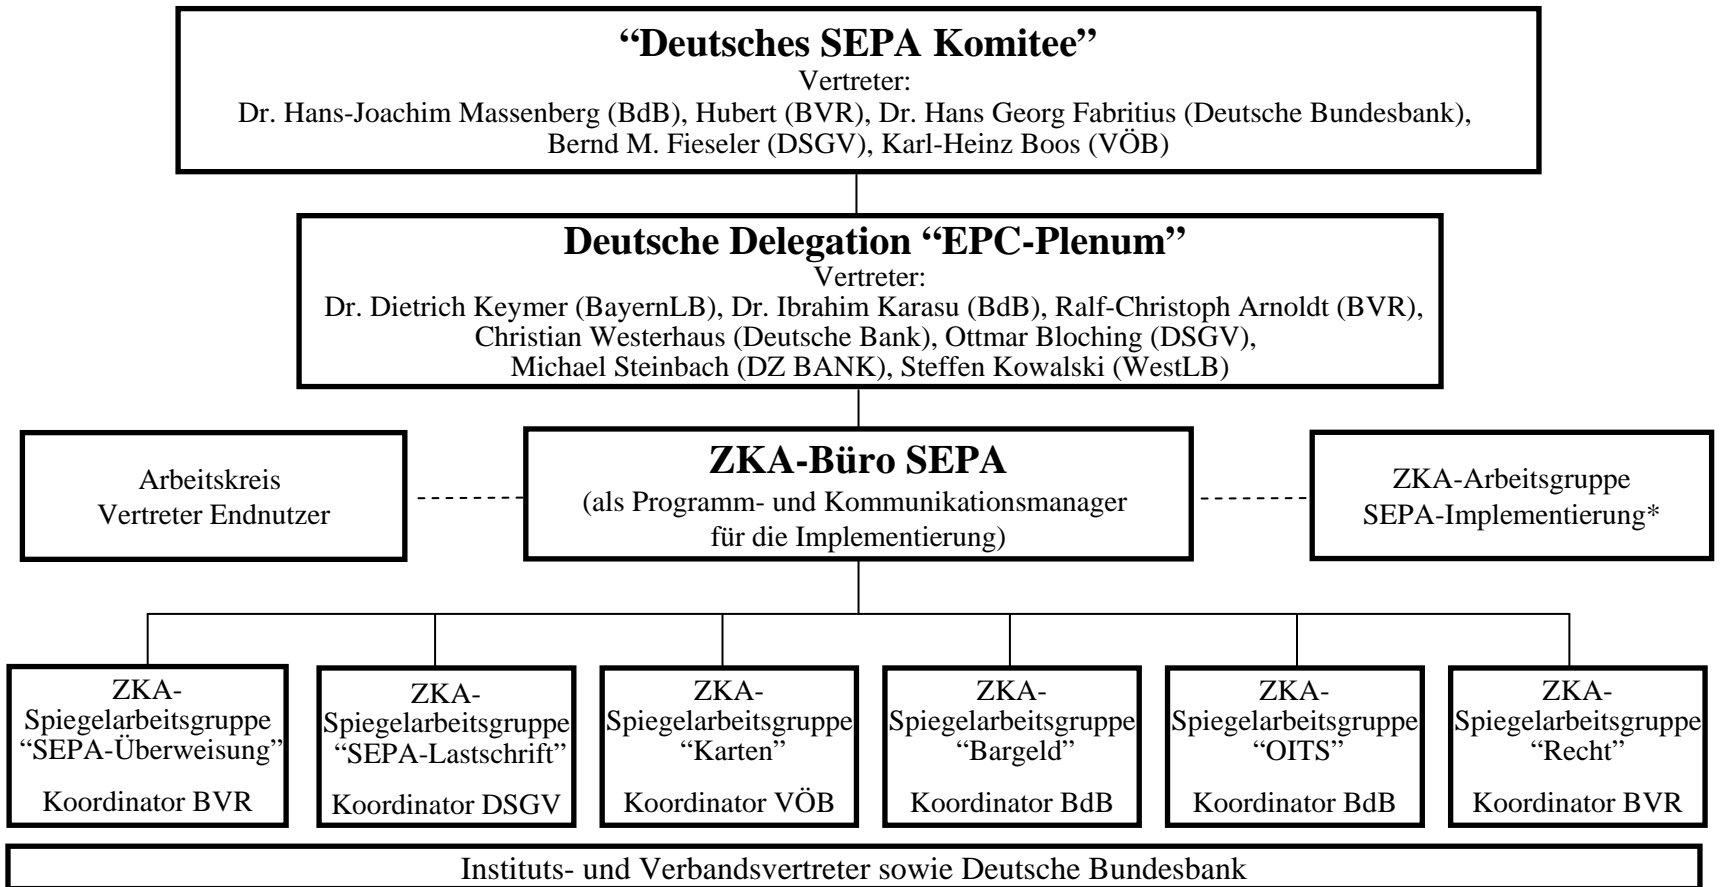 “Deutsches SEPA Komitee”
Vertreter:
Dr. Hans-Joachim Massenberg (BdB), Hubert (BVR), Dr. Hans Georg Fabritius (Deutsche Bundesbank),
Bernd M. Fieseler (DSGV), Karl-Heinz Boos (VÖB)
Deutsche Delegation “EPC-Plenum”
Vertreter:
Dr. Dietrich Keymer (BayernLB), Dr. Ibrahim Karasu (BdB), Ralf-Christoph Arnoldt (BVR),
Christian Westerhaus (Deutsche Bank), Ottmar Bloching (DSGV),
Michael Steinbach (DZ BANK), Steffen Kowalski (WestLB)
Arbeitskreis
Vertreter Endnutzer
ZKA-Büro SEPA
(als Programm- und Kommunikationsmanager
für die Implementierung)
ZKA-Arbeitsgruppe
SEPA-Implementierung*
ZKA-
Spiegelarbeitsgruppe
“SEPA-Überweisung”
Koordinator BVR
ZKA-
Spiegelarbeitsgruppe
“SEPA-Lastschrift”
Koordinator DSGV
ZKA-
Spiegelarbeitsgruppe
“Karten”
Koordinator VÖB
ZKA-
Spiegelarbeitsgruppe
“Bargeld”
Koordinator BdB
ZKA-
Spiegelarbeitsgruppe
“OITS”
Koordinator BdB
ZKA-
Spiegelarbeitsgruppe
“Recht”
Koordinator BVR
Instituts- und Verbandsvertreter sowie Deutsche Bundesbank